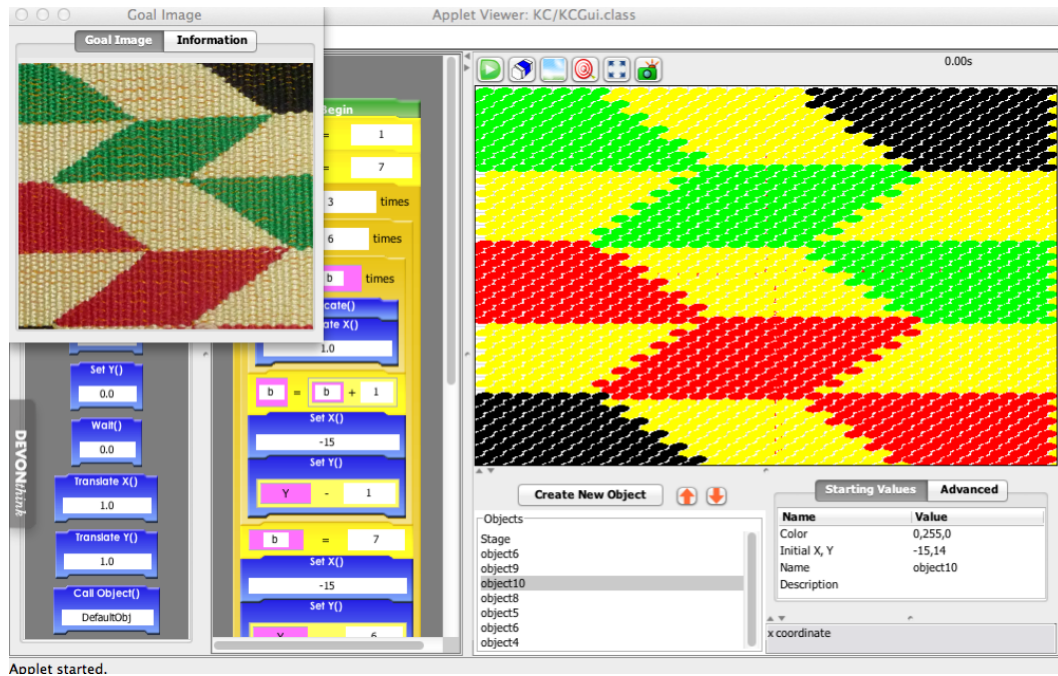 Goal Image
Applet Viewer: KC/KCGui.class
Goal Image
Information
0.00s
Begin
= 1
= 7
3 times
6 times
b times
1.0
b = b + 1
Set X()
-15
Set Y()
Y - 1
b = 7
Set X()
-15
Set Y()
Set Y()
0.0
Wait()
0.0
Translate X()
1.0
Translate Y()
1.0
Call Object()
DefaultObj
DEVONthink
Create New Object
Objects
Stage
object6
object9
object10
object8
object5
object6
object4
Starting Values
Advanced
Name Value
Color 0,255,0
Initial X, Y -15,14
Name object10
Description
x coordinate
Applet started.